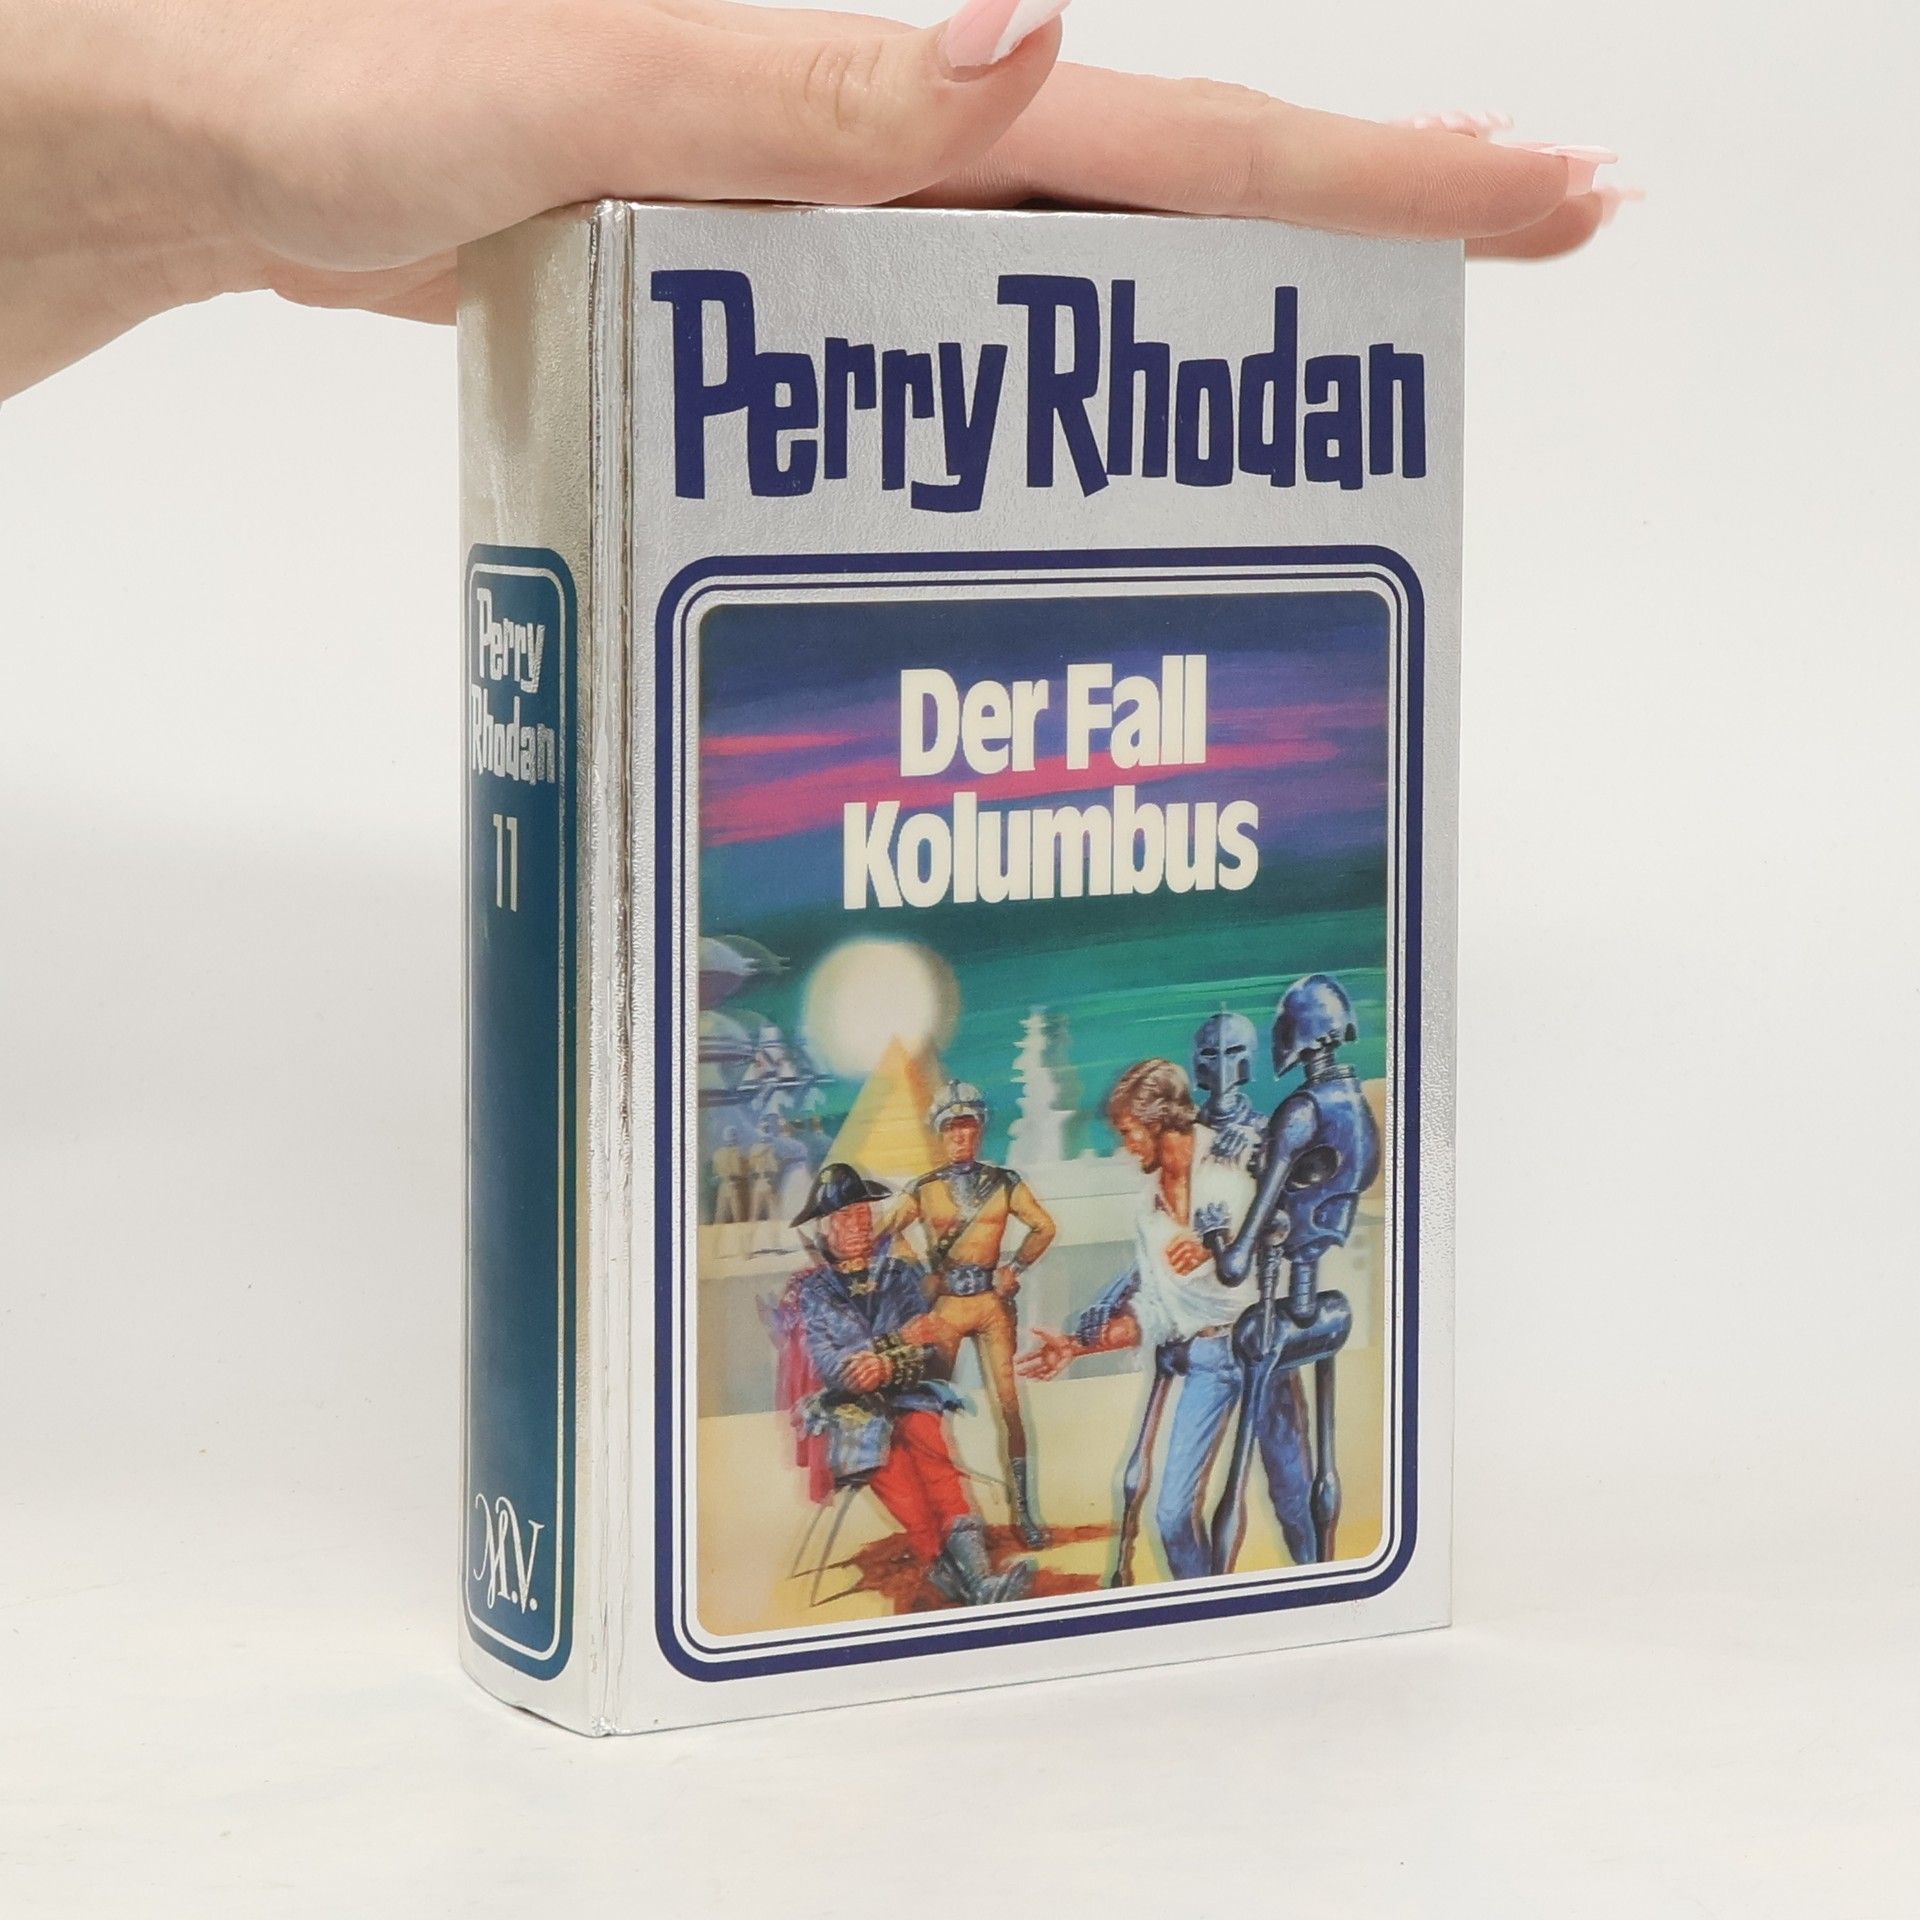 Perry Rhodan
Der Fall
Kolumbus
Perry
Rhodan
11
M.V.